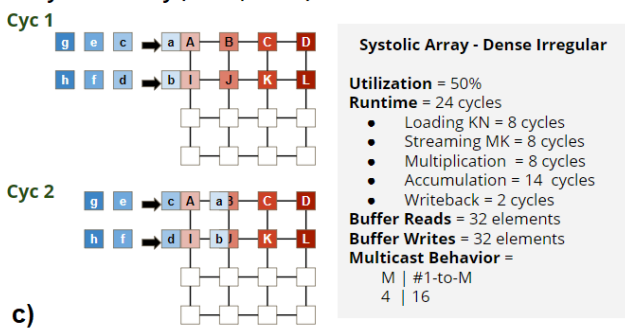 Cyc 1
g e c a A B C D
h f d b I J K L
Cyc 2
g e c A a B C D
h f d I b J K L
c)
Systolic Array - Dense Irregular
Utilization = 50%
Runtime = 24 cycles
● Loading KN = 8 cycles
● Streaming MK = 8 cycles
● Multiplication = 8 cycles
● Accumulation = 14 cycles
● Writeback = 2 cycles
Buffer Reads = 32 elements
Buffer Writes = 32 elements
Multicast Behavior =
M | #1-to-M
4 | 16